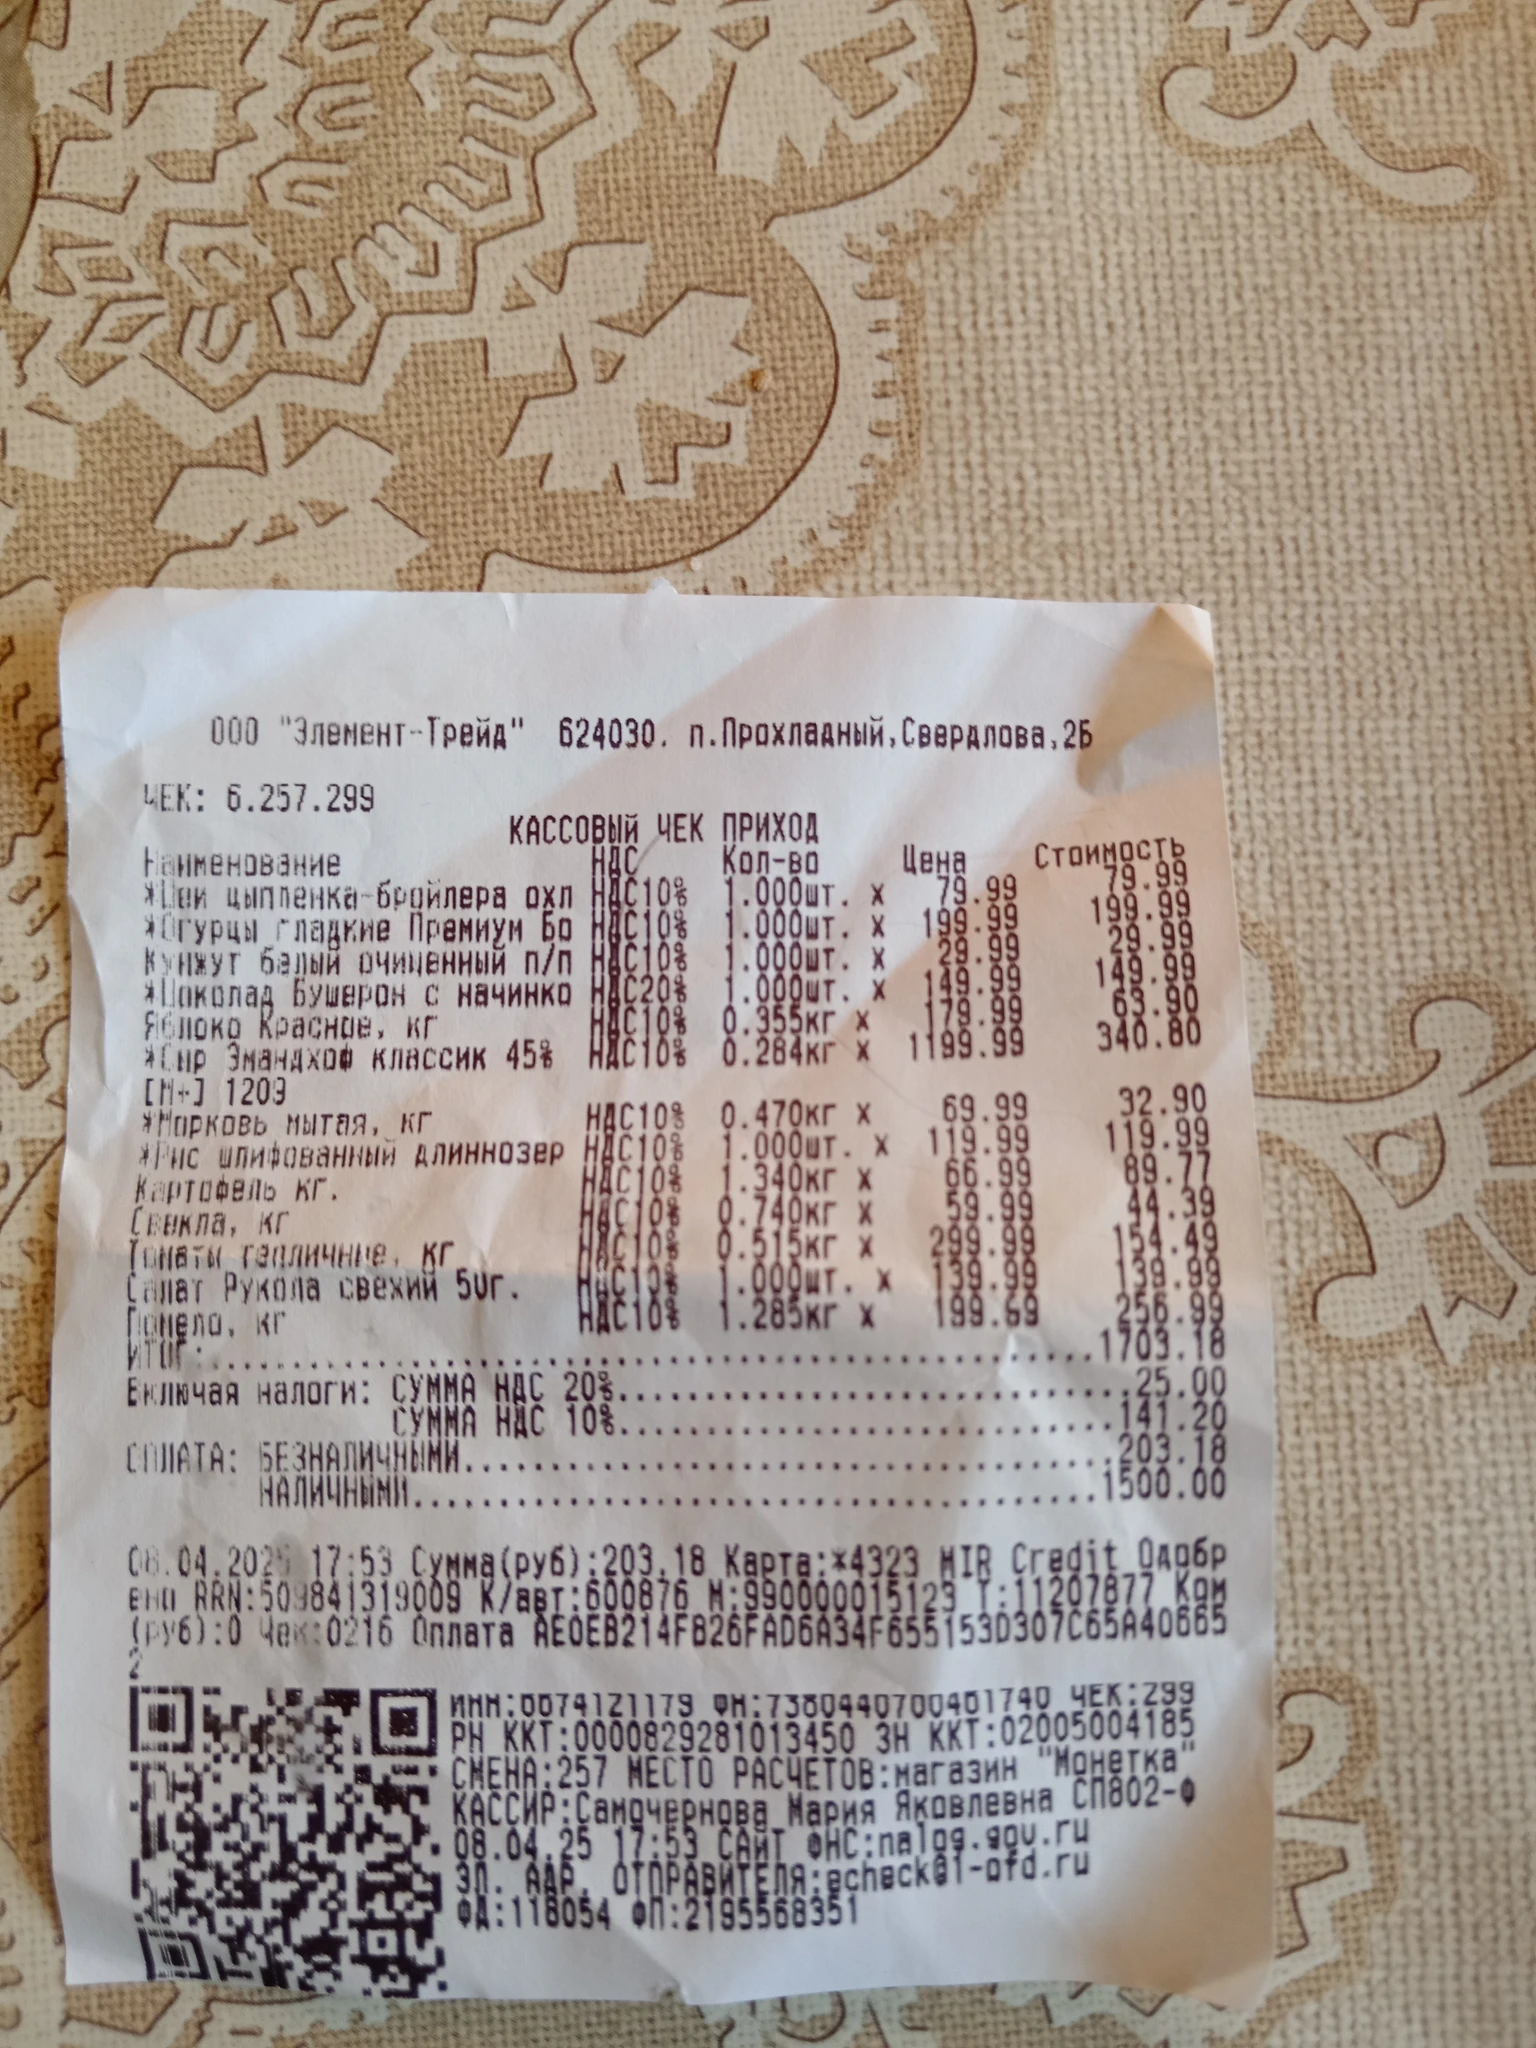 ООО "Элемент-Трейд" 624030. п.Прохладный,Свердлова,2Б
ЧЕК: 6.257.299
КАССОВЫЙ ЧЕК ПРИХОД
Наименование НДС Кол-во Цена Стоимость
*Шеи цыпленка-бройлера охл НДС10% 1.000шт. x 79.99 79.99
*Огурцы гладкие Премиум Бо НДС10% 1.000шт. x 199.99 199.99
Кунжут белый очищенный п/п НДС10% 1.000шт. x 29.99 29.99
*Шоколад Бушерон с начинко НДС20% 1.000шт. x 149.99 149.99
Яблоко Красное, кг НДС10% 0.355кг x 179.99 63.90
*Сыр Эмандхоф классик 45% НДС10% 0.284кг x 1199.99 340.80
[М+] 1209
*Морковь мытая, кг НДС10% 0.470кг x 69.99 32.90
*Рис шлифованный длиннозер НДС10% 1.000шт. x 119.99 119.99
Картофель кг. НДС10% 1.340кг x 66.99 89.77
Свекла, кг НДС10% 0.740кг x 59.99 44.39
Томаты тепличные, кг НДС10% 0.515кг x 299.99 154.49
Салат Рукола свежий 50г. НДС10% 1.000шт. x 139.99 139.99
Помело, кг НДС10% 1.285кг x 199.69 256.99
ИТОГ:..........1703.18
Включая налоги: СУММА НДС 20%..........25.00
СУММА НДС 10%..........141.20
ОПЛАТА: БЕЗНАЛИЧНЫМИ..........203.18
НАЛИЧНЫМИ..........1500.00
08.04.2025 17:53 Сумма(руб):203.18 Карта:*4323 MIR Credit Одобр
ено RRN:509841319009 К/авт:600876 М:990000015123 Т:11207877 Ком
(руб):0 Чек:0216 Оплата AE0EB214FB26FAD6A34F655153D307C65A40665
2
ИНН:6674121179 ФН:7380440700461740 ЧЕК:299
РН ККТ:0000829281013450 ЗН ККТ:02005004185
СМЕНА:257 МЕСТО РАСЧЕТОВ:магазин "Монетка"
КАССИР:Самочернова Мария Яковлевна СП802-Ф
08.04.25 17:53 САЙТ ФНС:nalog.gov.ru
ЭЛ. АДР. ОТПРАВИТЕЛЯ:echeck@1-ofd.ru
ФД:118054 ФП:2195568351